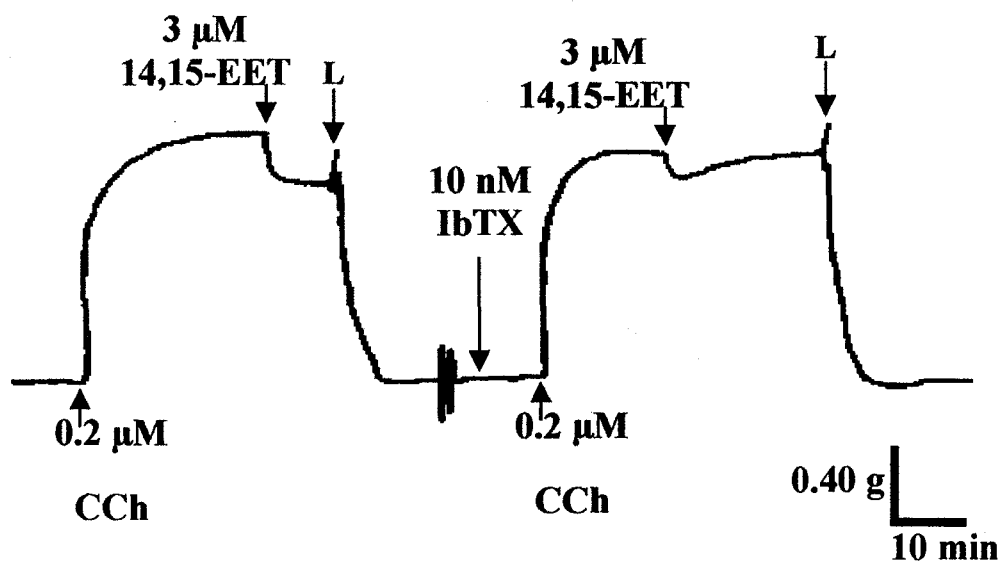 3 μM
14,15-EET
L
3 μM
14,15-EET
L
10 nM
IbTX
0.2 μM
CCh
0.2 μM
CCh
0.40 g
10 min